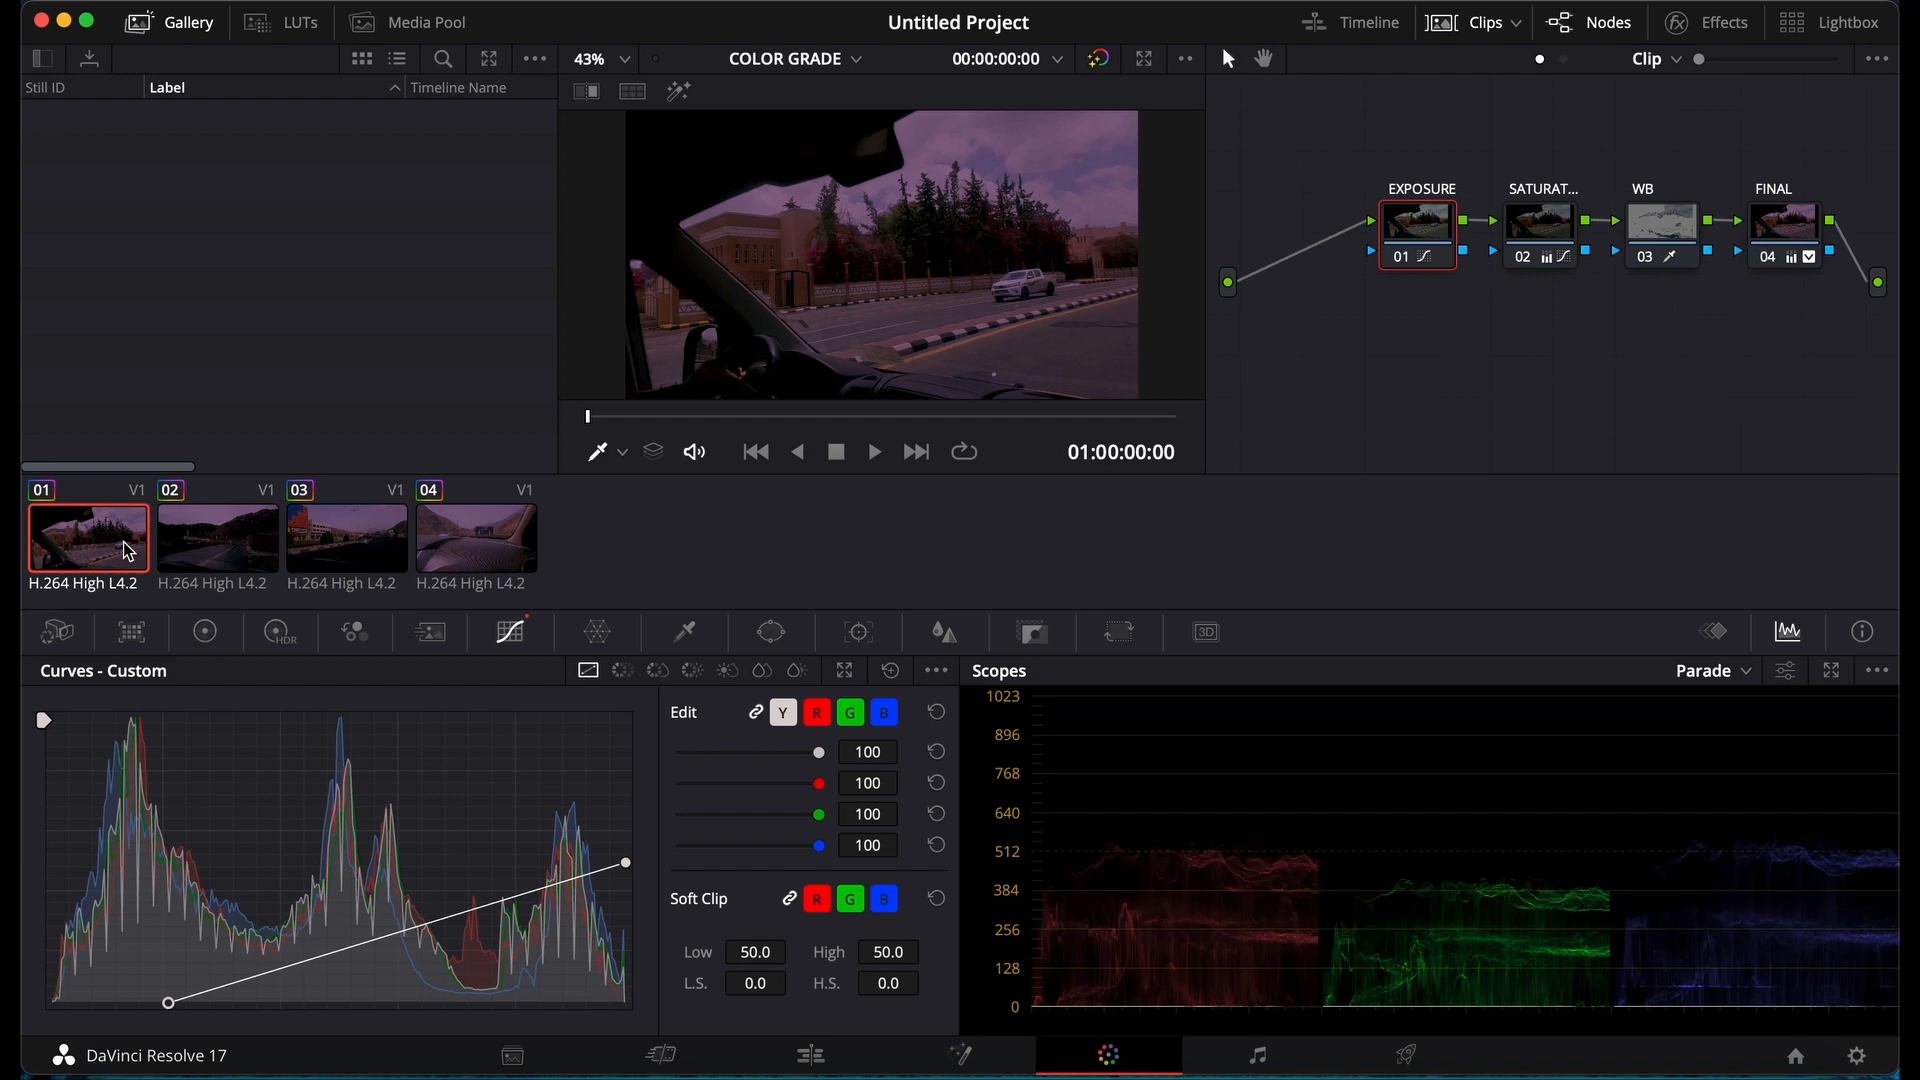 Gallery LUTs Media Pool Untitled Project Timeline Clips Nodes Effects Lightbox
43% COLOR GRADE 00:00:00:00 Clip
Still ID Label Timeline Name
EXPOSURE SATURAT... WB FINAL
01 02 03 04
01:00:00:00
01 V1 02 V1 03 V1 04 V1
H.264 High L4.2 H.264 High L4.2 H.264 High L4.2 H.264 High L4.2
HDR 3D
Curves - Custom Scopes Parade
Edit Y R G B
100
100
100
100
Soft Clip R G B
Low 50.0 High 50.0
L.S. 0.0 H.S. 0.0
1023
896
768
640
512
384
256
128
0
DaVinci Resolve 17